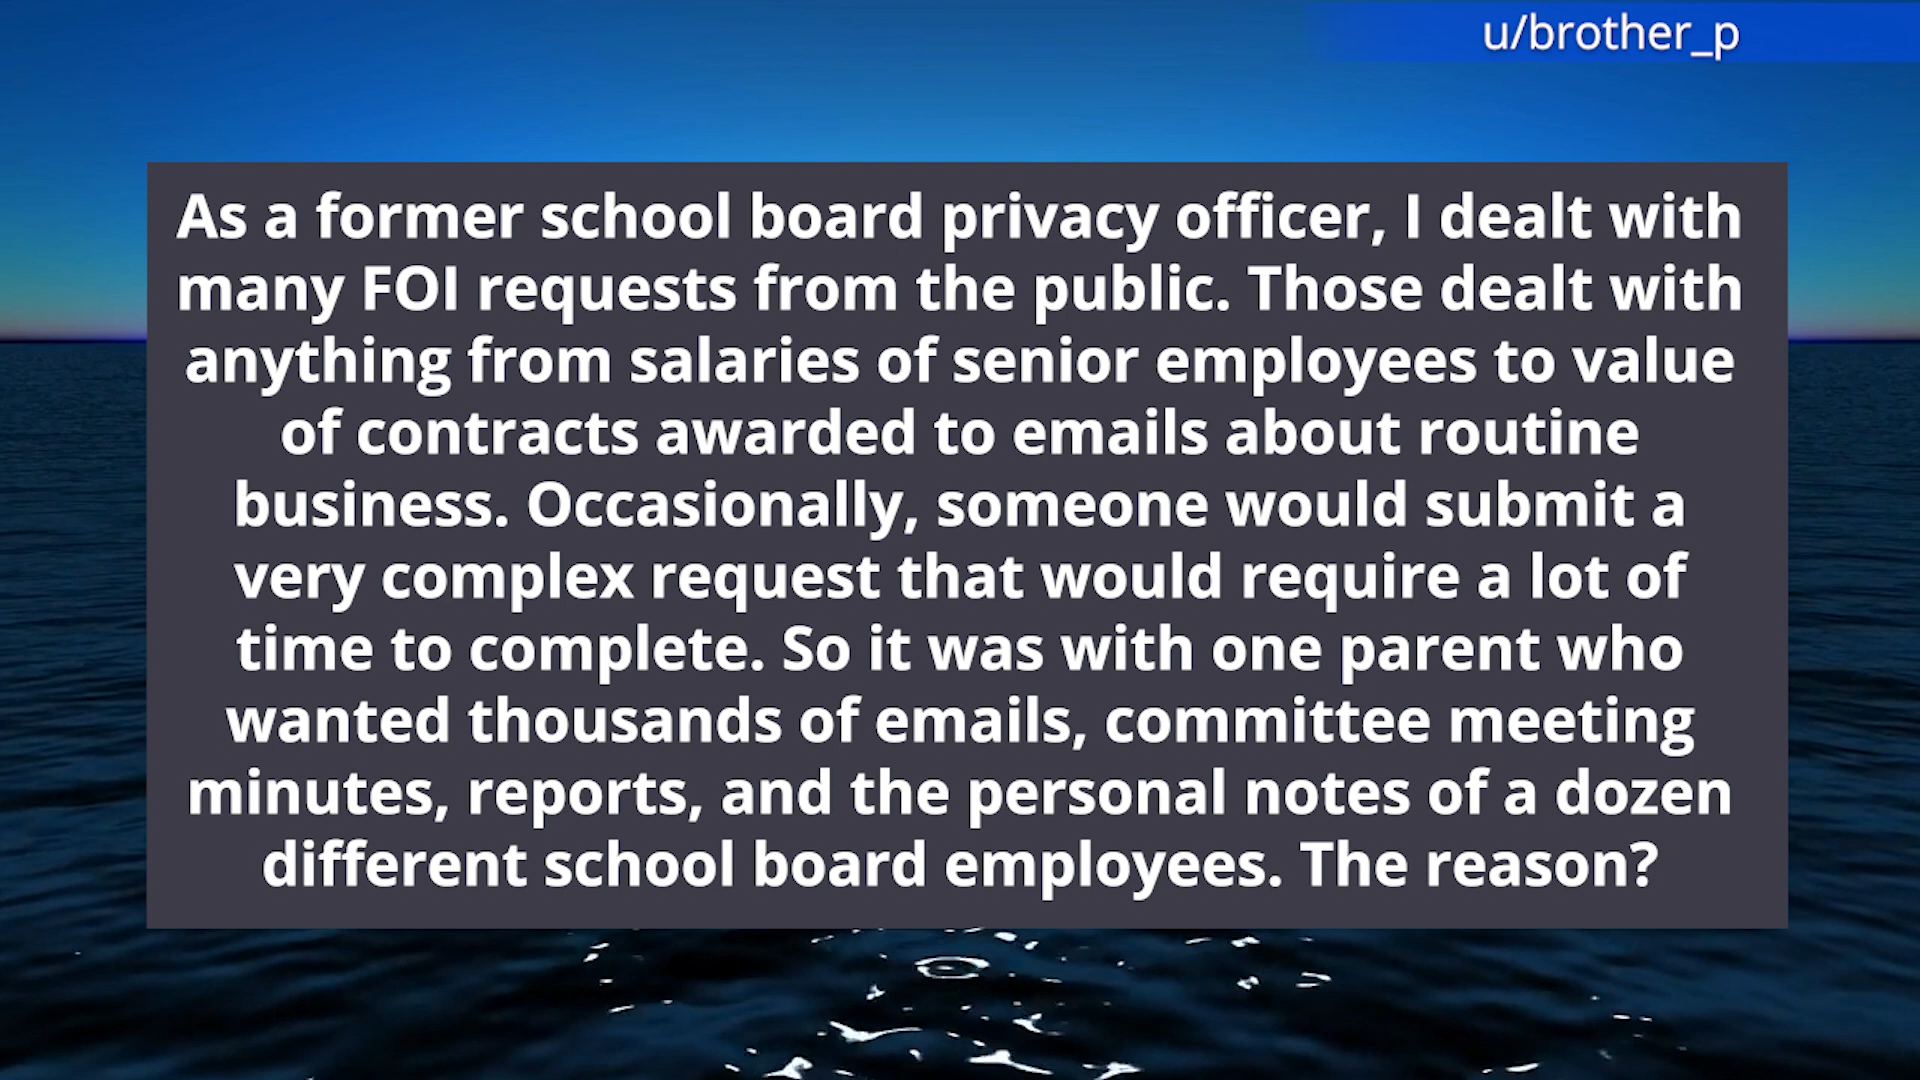 u/brother_p
As a former school board privacy officer, I dealt with
many FOI requests from the public. Those dealt with
anything from salaries of senior employees to value
of contracts awarded to emails about routine
business. Occasionally, someone would submit a
very complex request that would require a lot of
time to complete. So it was with one parent who
wanted thousands of emails, committee meeting
minutes, reports, and the personal notes of a dozen
different school board employees. The reason?